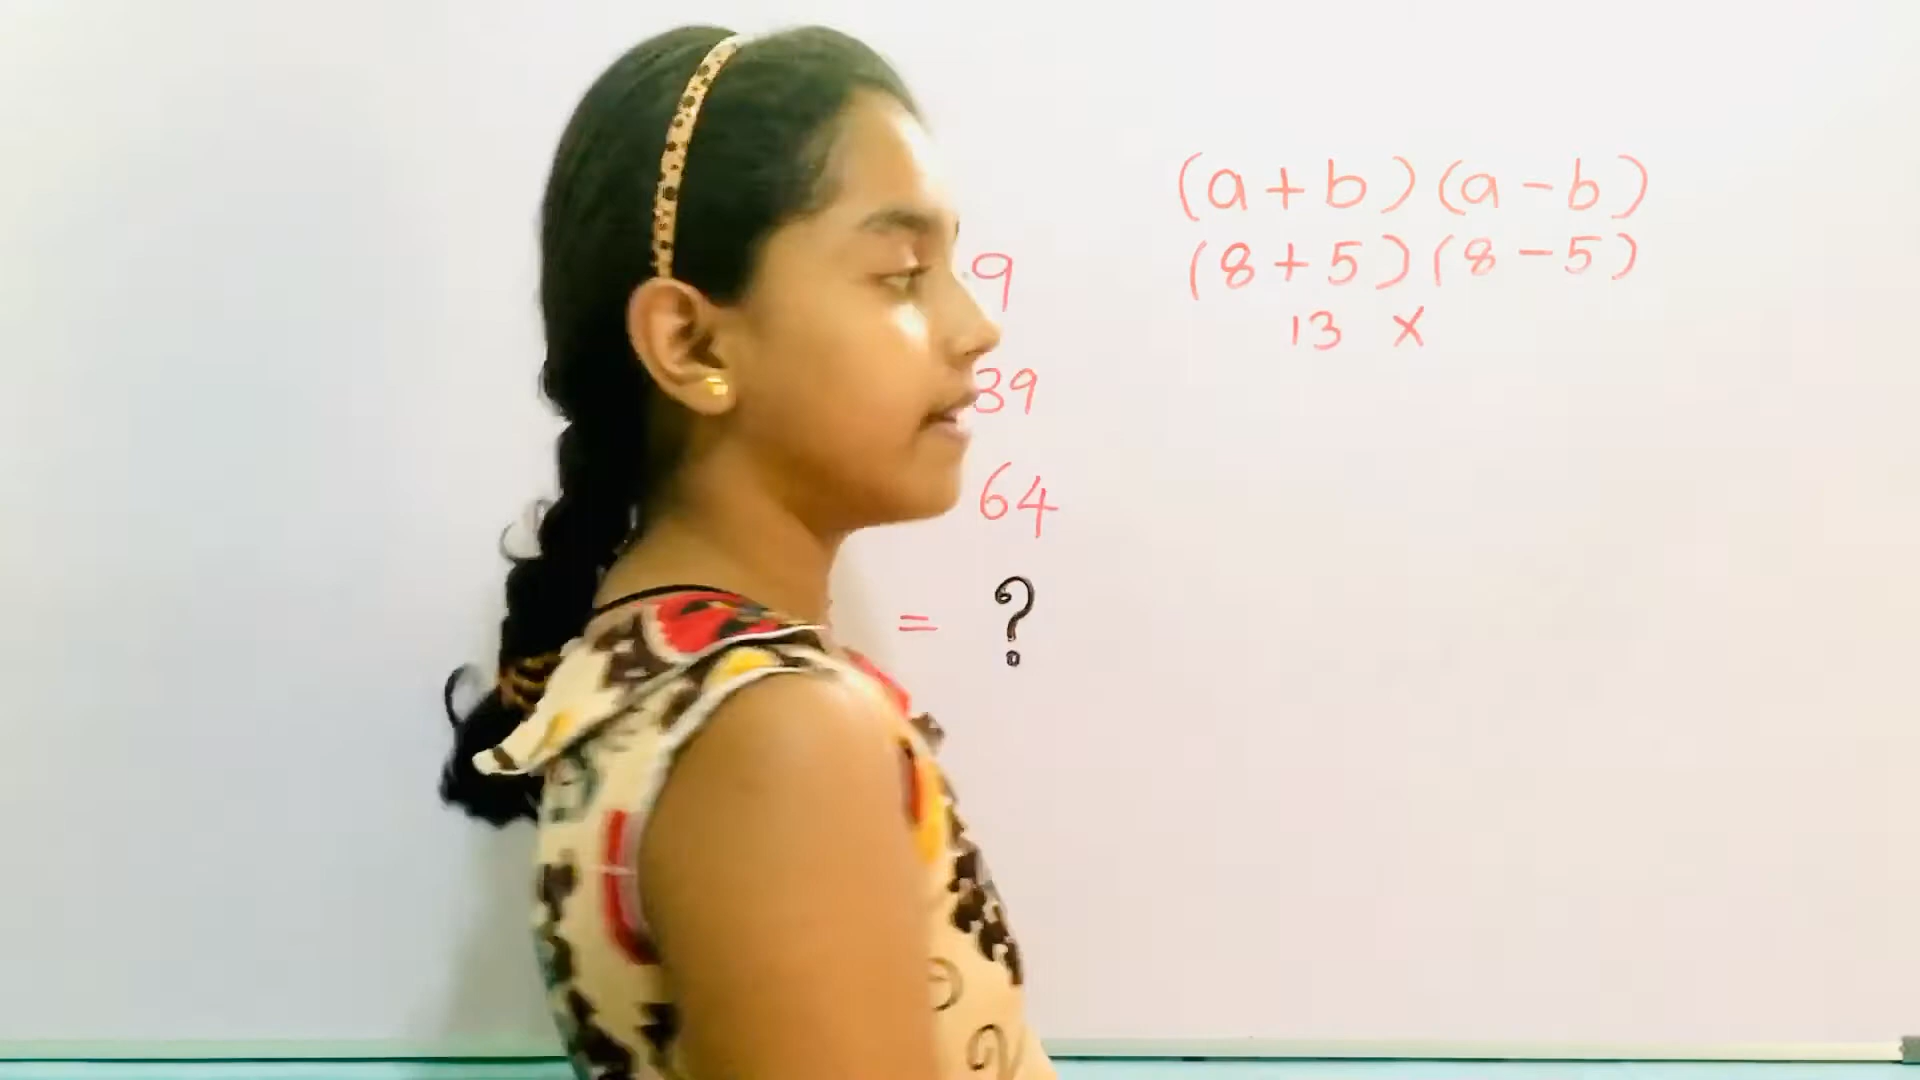 9
39
64
= ?
(a+b)(a-b)
(8+5)(8-5)
13 x